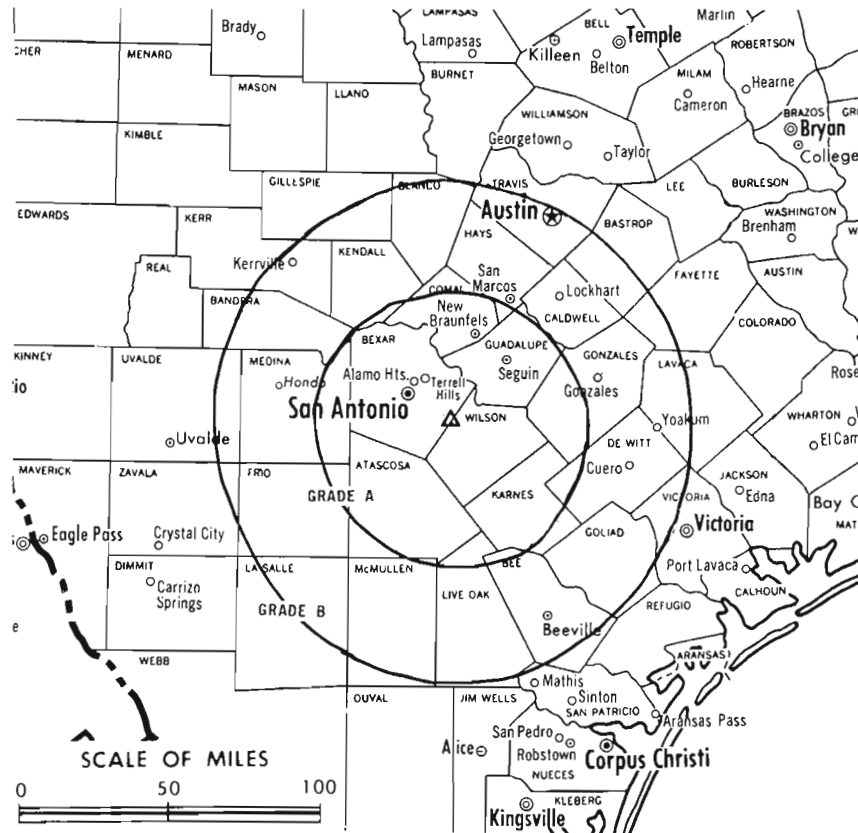 LAMPASAS
BELL
Marlin
Brady
Lampasas
Killeen
Temple
Belton
ROBERTSON
CHER
MENARD
BURNET
MILAM
Hearne
MASON
LLANO
Cameron
WILLIAMSON
BRAZOS
GRI
KIMBLE
Georgetown
Taylor
Bryan
College
GILLESPIE
BLANCO
TRAVIS
LEE
BURLESON
EDWARDS
KERR
Austin
BASTROP
WASHINGTON
HAYS
Brenham
W
REAL
Kerrville
KENDALL
San
Marcos
FAYETTE
AUSTIN
BANDERA
COMAL
Lockhart
New
Braunfels
CALDWELL
COLORADO
KINNEY
UVALDE
MEDINA
BEXAR
GUADALUPE
GONZALES
LAVACA
Rose
rio
Hondo
Alamo Hts.
Terrell
Hills
Seguin
Gonzales
San Antonio
WILSON
WHARTON
Uvalde
Yoakum
El Cam
DE WITT
MAVERICK
ZAVALA
FRIO
ATASCOSA
Cuero
JACKSON
GRADE A
KARNES
VICTORIA
Edna
Bay
MAT
S
Eagle Pass
Crystal City
GOLIAD
Victoria
DIMMIT
LA SALLE
McMULLEN
BEE
Port Lavaca
Carrizo
Springs
GRADE B
LIVE OAK
REFUGIO
CALHOUN
e
Beeville
WEBB
ARANSAS
Mathis
DUVAL
JIM WELLS
Sinton
SAN PATRICIO
Aransas Pass
SCALE OF MILES
Alice
San Pedro
Robstown
Corpus Christi
NUECES
0 50 100
KLEBERG
Kingsville